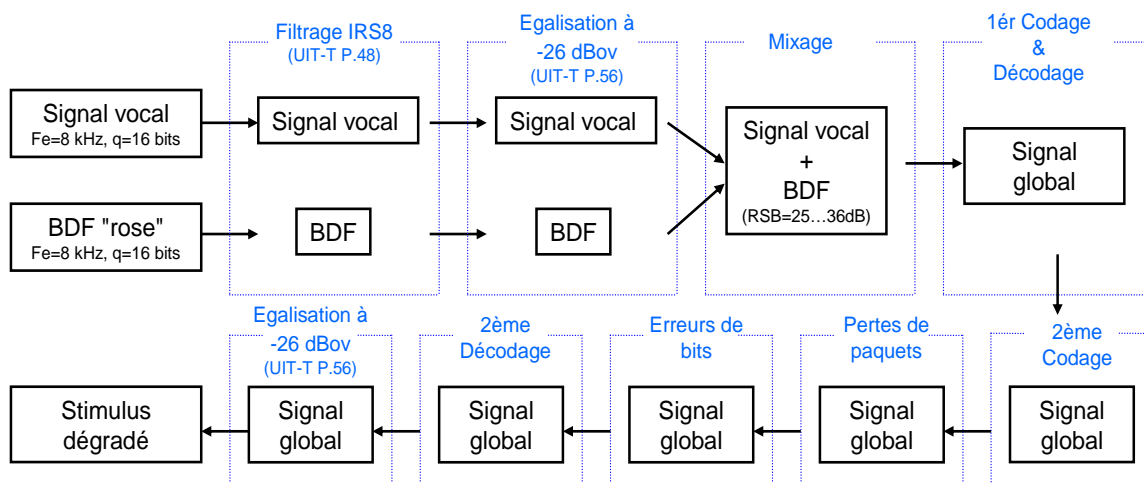 Filtrage IRS8
(UIT-T P.48)
Egalisation à
-26 dBov
(UIT-T P.56)
Mixage
1ér Codage
&
Décodage
Signal vocal
Fe=8 kHz, q=16 bits
Signal vocal
Signal vocal
Signal vocal
+
BDF
(RSB=25…36dB)
Signal
global
BDF "rose"
Fe=8 kHz, q=16 bits
BDF
BDF
Egalisation à
-26 dBov
(UIT-T P.56)
2ème
Décodage
Erreurs de
bits
Pertes de
paquets
2ème
Codage
Stimulus
dégradé
Signal
global
Signal
global
Signal
global
Signal
global
Signal
global